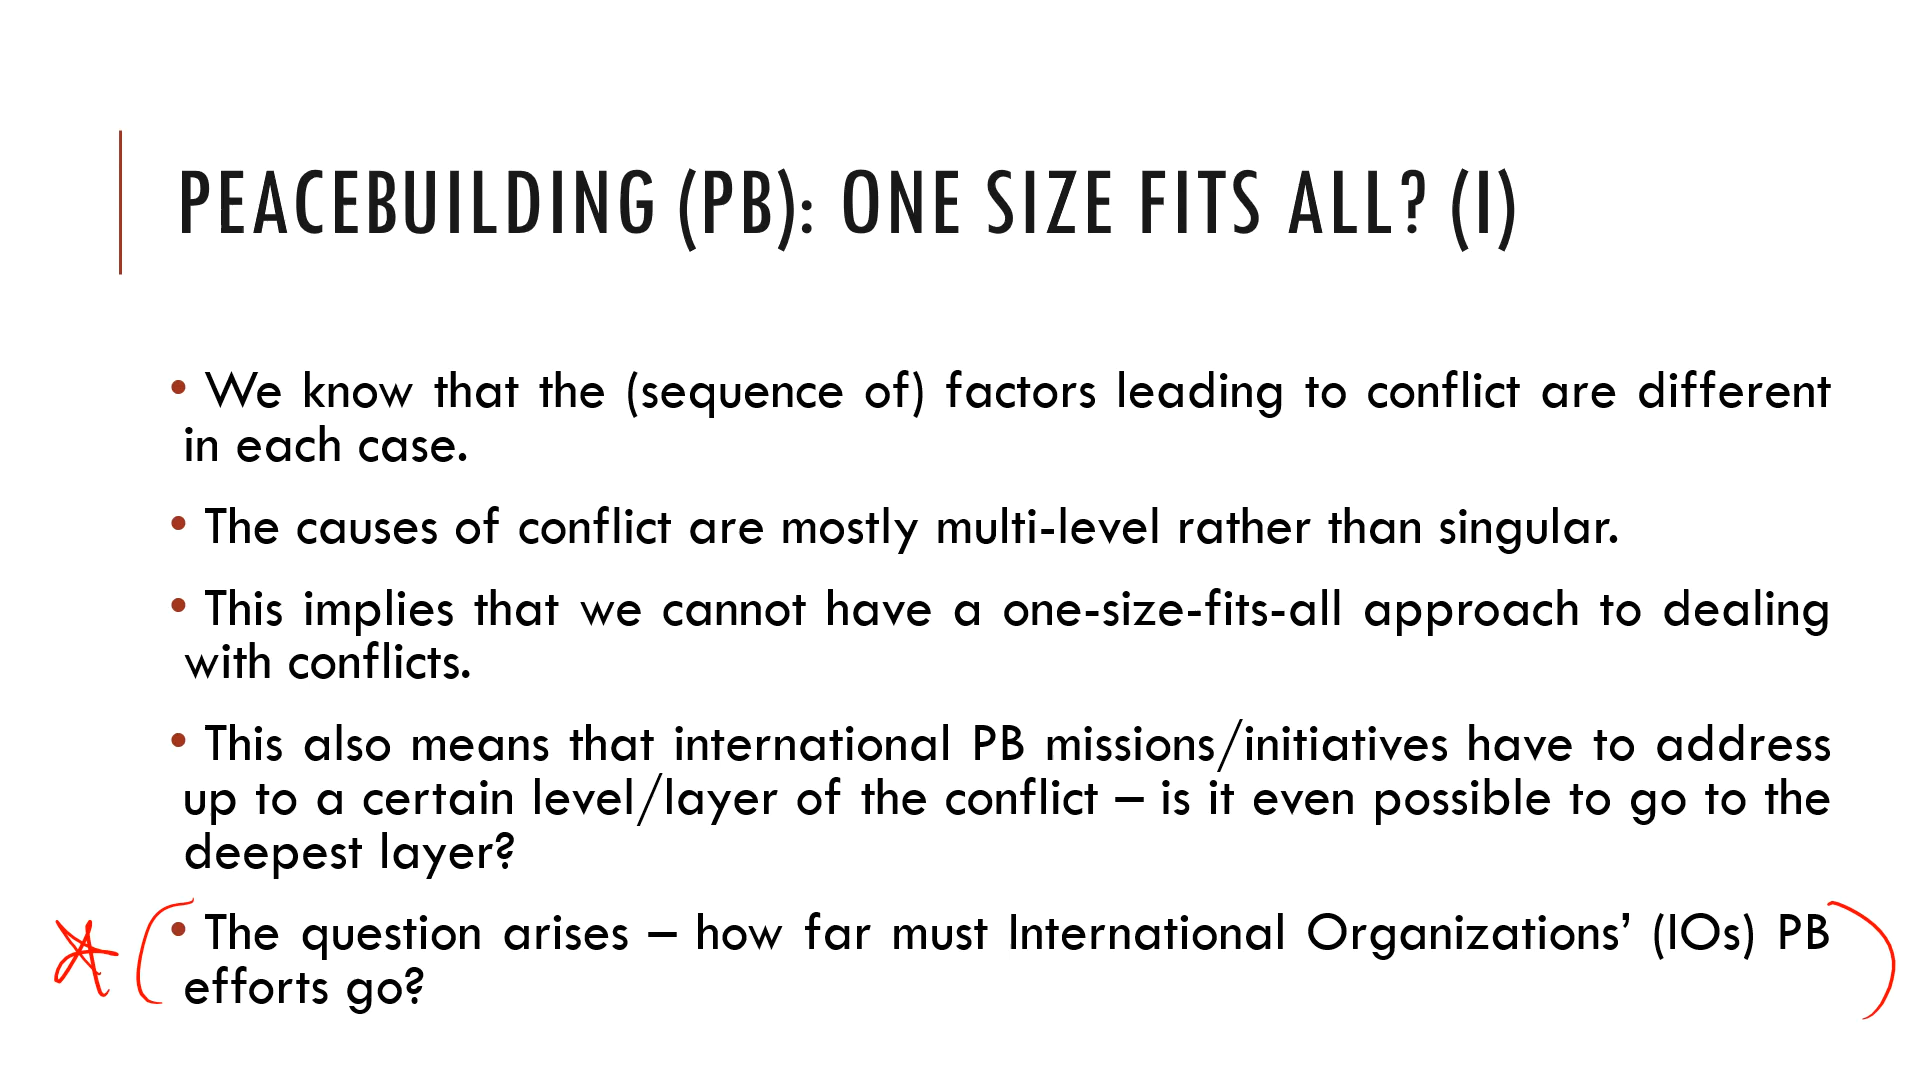 PEACEBUILDING (PB): ONE SIZE FITS ALL? (I)
• We know that the (sequence of) factors leading to conflict are different
in each case.
• The causes of conflict are mostly multi-level rather than singular.
• This implies that we cannot have a one-size-fits-all approach to dealing
with conflicts.
• This also means that international PB missions/initiatives have to address
up to a certain level/layer of the conflict – is it even possible to go to the
deepest layer?
• The question arises – how far must International Organizations’ (IOs) PB
efforts go?